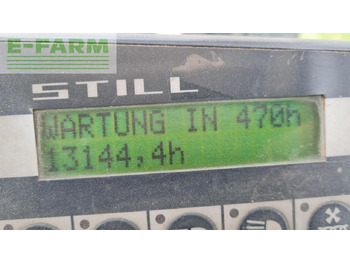 E-FARM
STILL
WARTUNG IN 470h
13144,4h